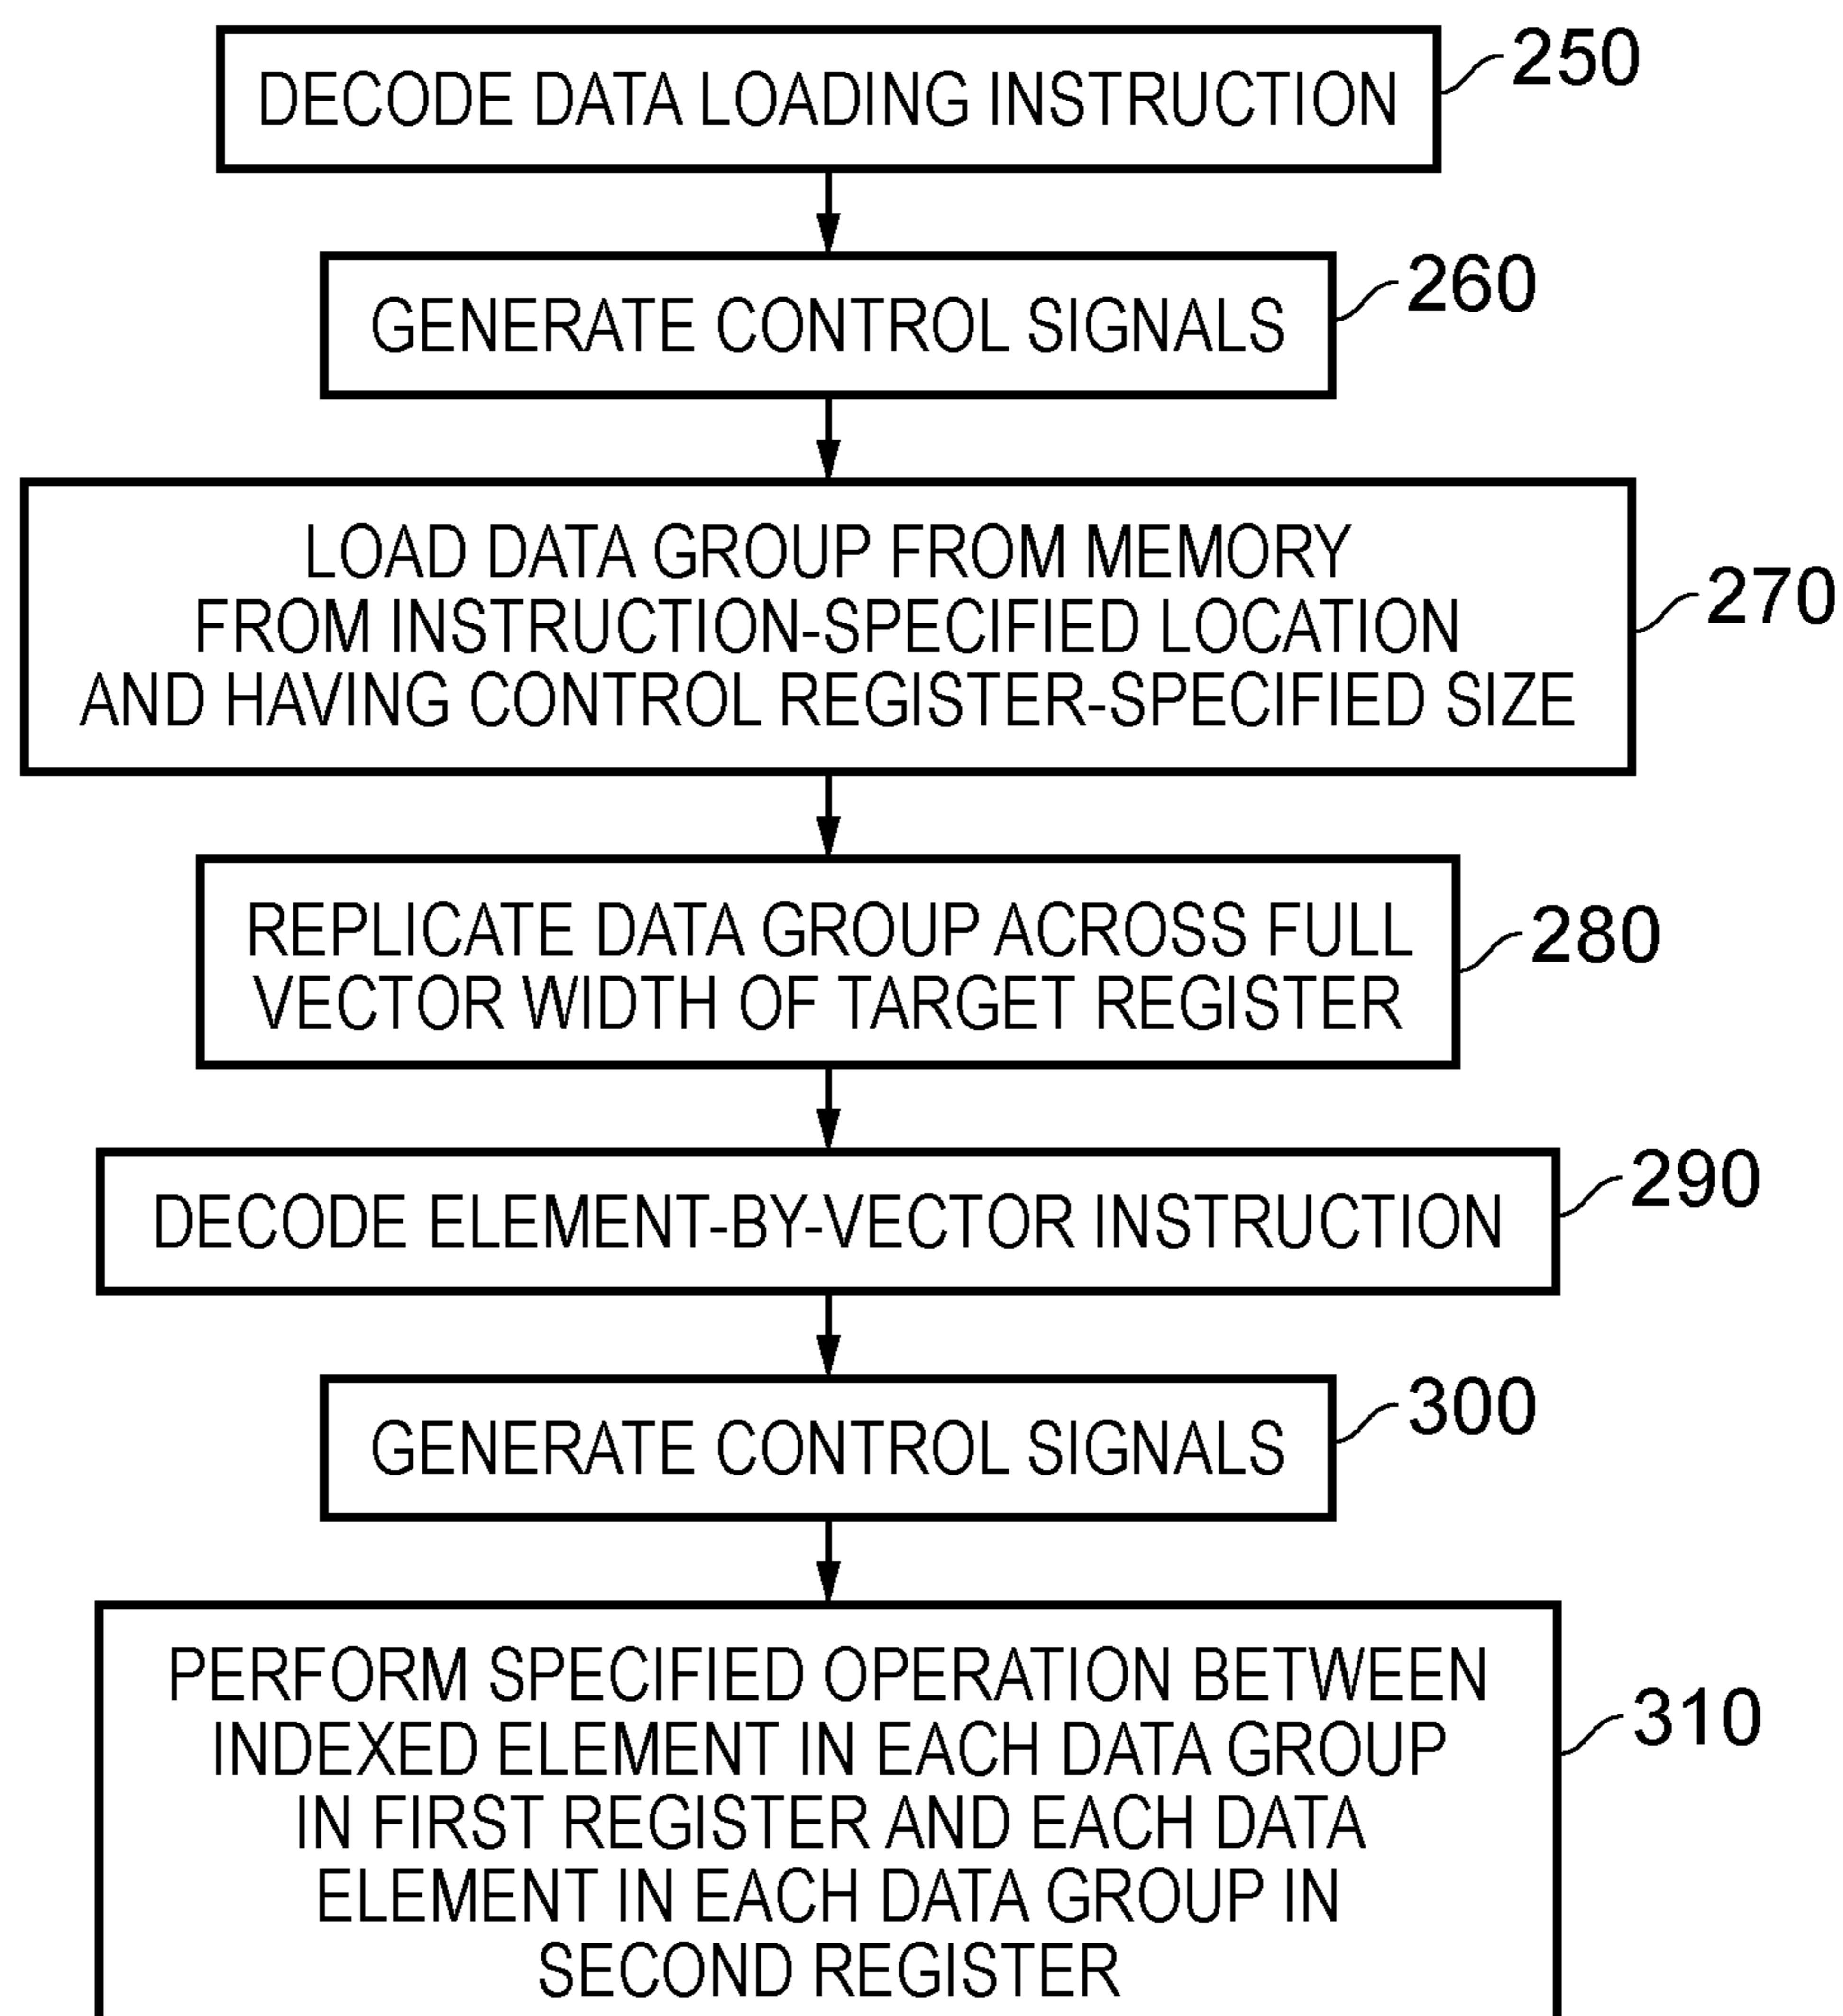 DECODE DATA LOADING INSTRUCTION
250
GENERATE CONTROL SIGNALS
260
LOAD DATA GROUP FROM MEMORY
FROM INSTRUCTION-SPECIFIED LOCATION
AND HAVING CONTROL REGISTER-SPECIFIED SIZE
270
REPLICATE DATA GROUP ACROSS FULL
VECTOR WIDTH OF TARGET REGISTER
280
DECODE ELEMENT-BY-VECTOR INSTRUCTION
290
GENERATE CONTROL SIGNALS
300
PERFORM SPECIFIED OPERATION BETWEEN
INDEXED ELEMENT IN EACH DATA GROUP
IN FIRST REGISTER AND EACH DATA
ELEMENT IN EACH DATA GROUP IN
SECOND REGISTER
310